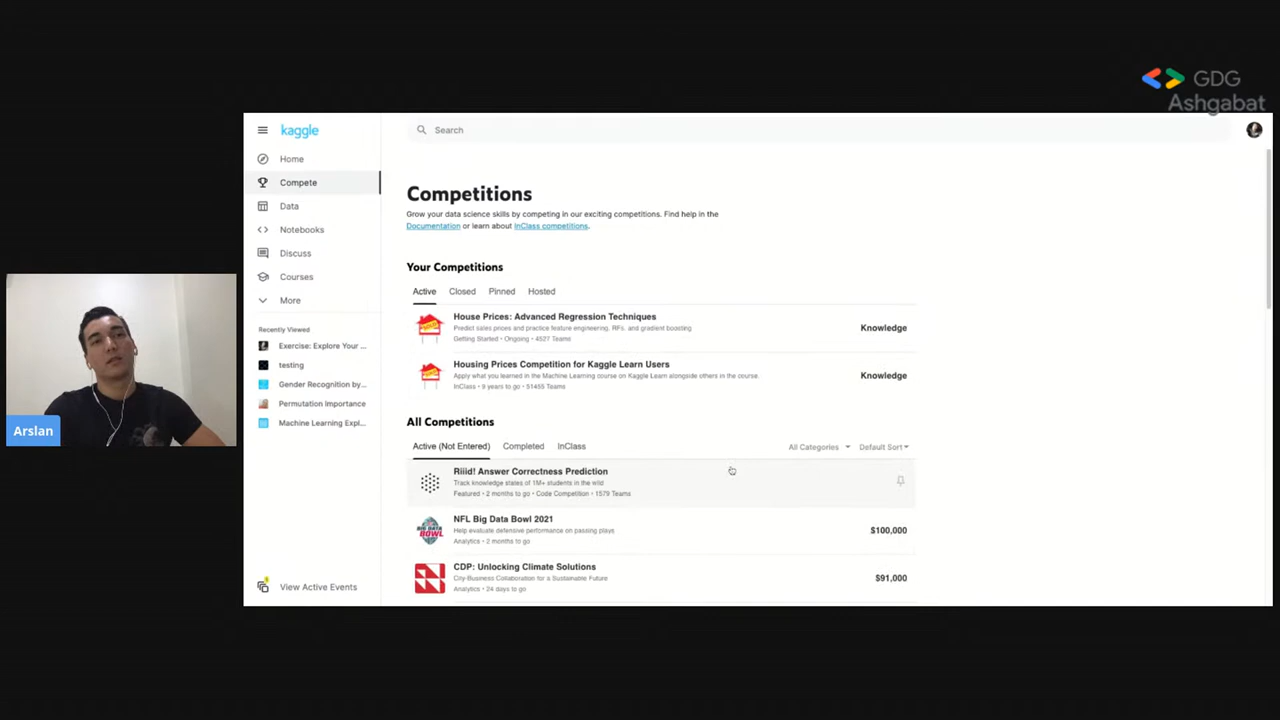 GDG
Ashgabat
kaggle
Search
Home
Compete
Data
Notebooks
Discuss
Courses
More
Recently Viewed
Exercise: Explore Your ...
testing
Gender Recognition by...
Permutation Importance
Machine Learning Expl...
View Active Events
Competitions
Grow your data science skills by competing in our exciting competitions. Find help in the
Documentation or learn about InClass competitions.
Your Competitions
Active Closed Pinned Hosted
House Prices: Advanced Regression Techniques
Predict sales prices and practice feature engineering, RFs, and gradient boosting
Getting Started • Ongoing • 4527 Teams
Knowledge
Housing Prices Competition for Kaggle Learn Users
Apply what you learned in the Machine Learning course on Kaggle Learn alongside others in the course.
InClass • 9 years to go • 51455 Teams
Knowledge
All Competitions
Active (Not Entered) Completed InClass
All Categories Default Sort
Riiid! Answer Correctness Prediction
Track knowledge states of 1M+ students in the wild
Featured • 2 months to go • Code Competition • 1579 Teams
NFL Big Data Bowl 2021
Help evaluate defensive performance on passing plays
Analytics • 2 months to go
$100,000
CDP: Unlocking Climate Solutions
City-Business Collaboration for a Sustainable Future
Analytics • 24 days to go
$91,000
Arslan